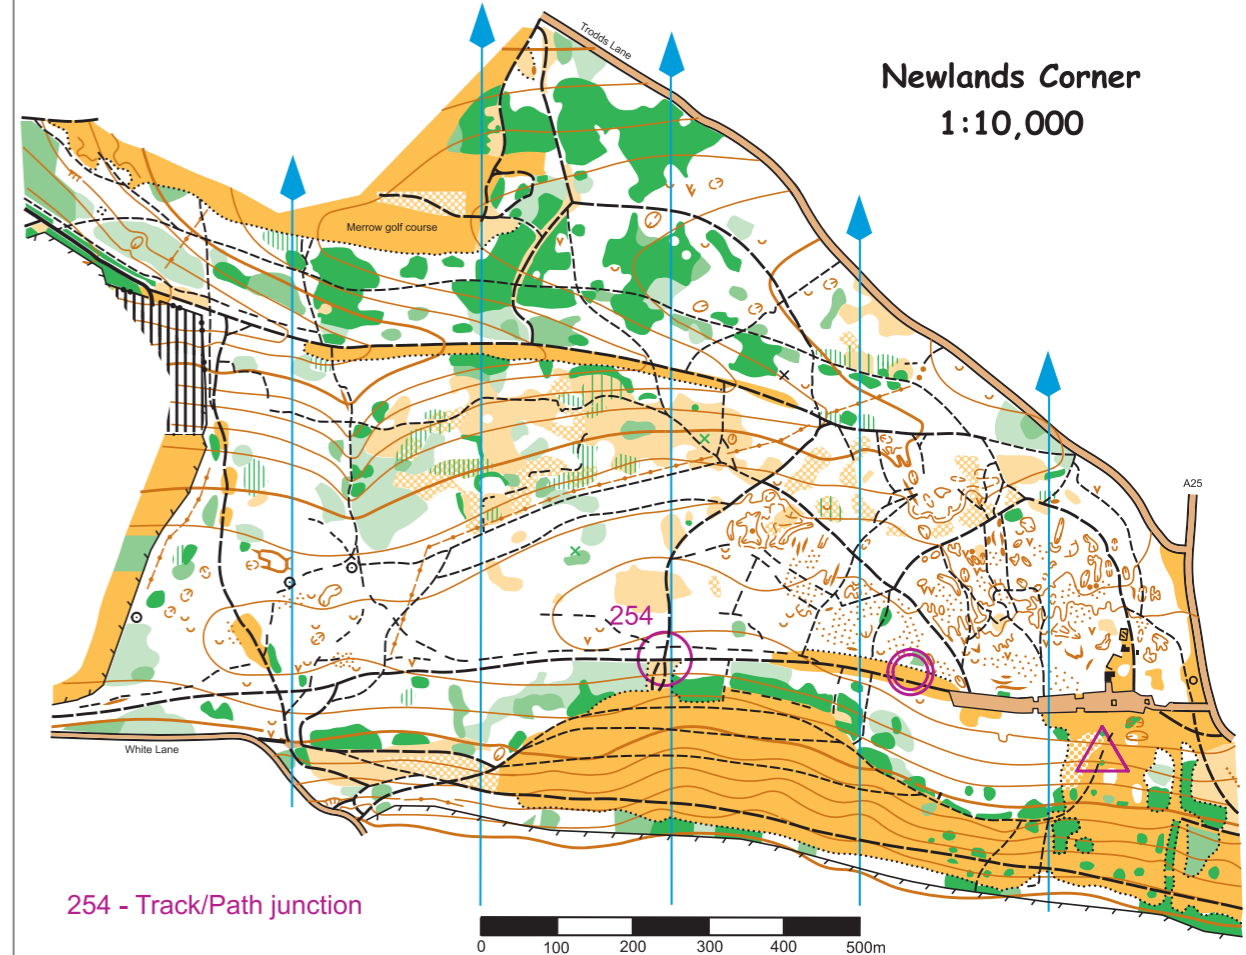 Trodds Lane
Newlands Corner
1:10,000
Merrow golf course
A25
254
White Lane
254 - Track/Path junction
0 100 200 300 400 500m